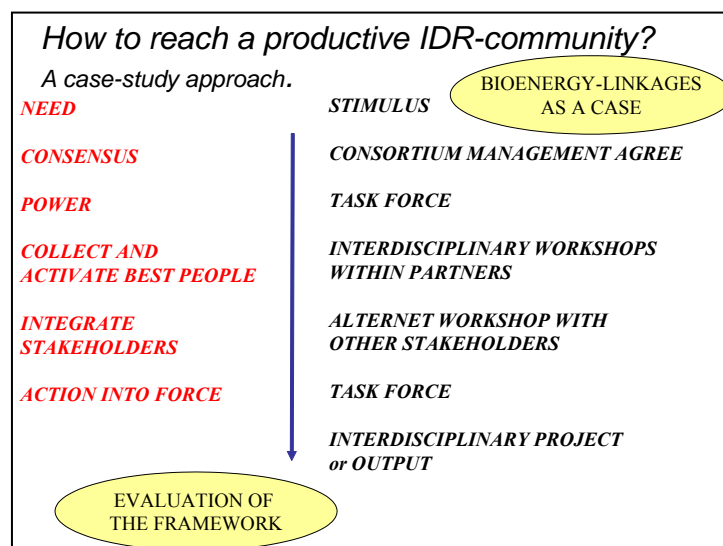 How to reach a productive IDR-community?
A case-study approach.
BIOENERGY-LINKAGES
AS A CASE
NEED
STIMULUS
CONSENSUS
CONSORTIUM MANAGEMENT AGREE
POWER
TASK FORCE
COLLECT AND
ACTIVATE BEST PEOPLE
INTERDISCIPLINARY WORKSHOPS
WITHIN PARTNERS
INTEGRATE
STAKEHOLDERS
ALTERNET WORKSHOP WITH
OTHER STAKEHOLDERS
ACTION INTO FORCE
TASK FORCE
INTERDISCIPLINARY PROJECT
or OUTPUT
EVALUATION OF
THE FRAMEWORK